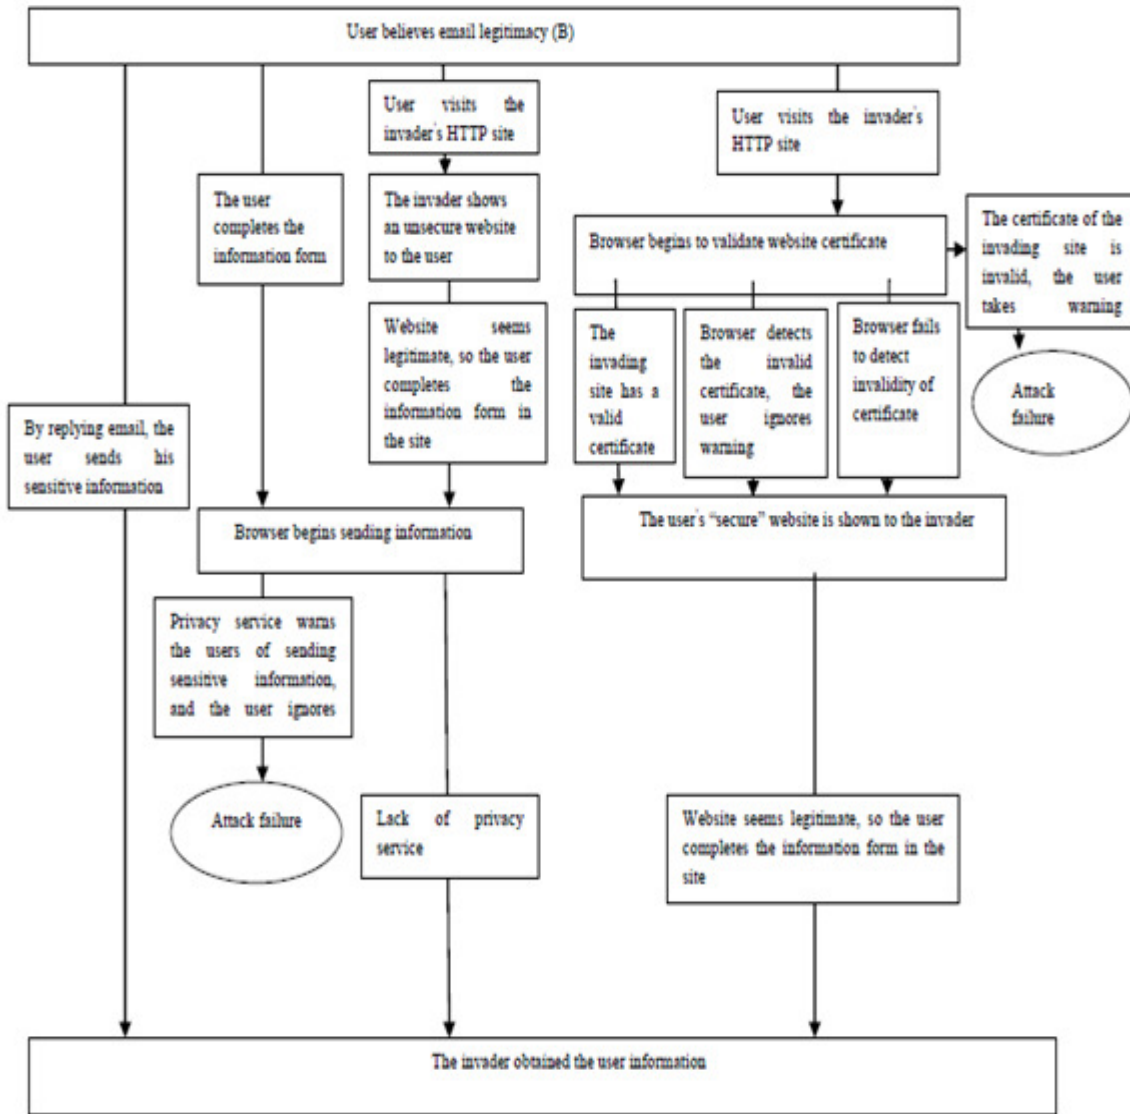 User believes email legitimacy (B)
User visits the
invader's HTTP site
User visits the invader's
HTTP site
The user
completes the
information form
The invader shows
an unsecure website
to the user
Browser begins to validate website certificate
The certificate of the
invading site is
invalid, the user
takes warning
Website seems
legitimate, so the user
completes the
information form in
the site
The
invading
site has a
valid
certificate
Browser detects
the invalid
certificate, the
user ignores
warning
Browser fails
to detect
invalidity of
certificate
Attack
failure
By replying email, the
user sends his
sensitive information
Browser begins sending information
The user's “secure” website is shown to the invader
Privacy service warns
the users of sending
sensitive information,
and the user ignores
Attack failure
Lack of privacy
service
Website seems legitimate, so the user
completes the information form in the
site
The invader obtained the user information